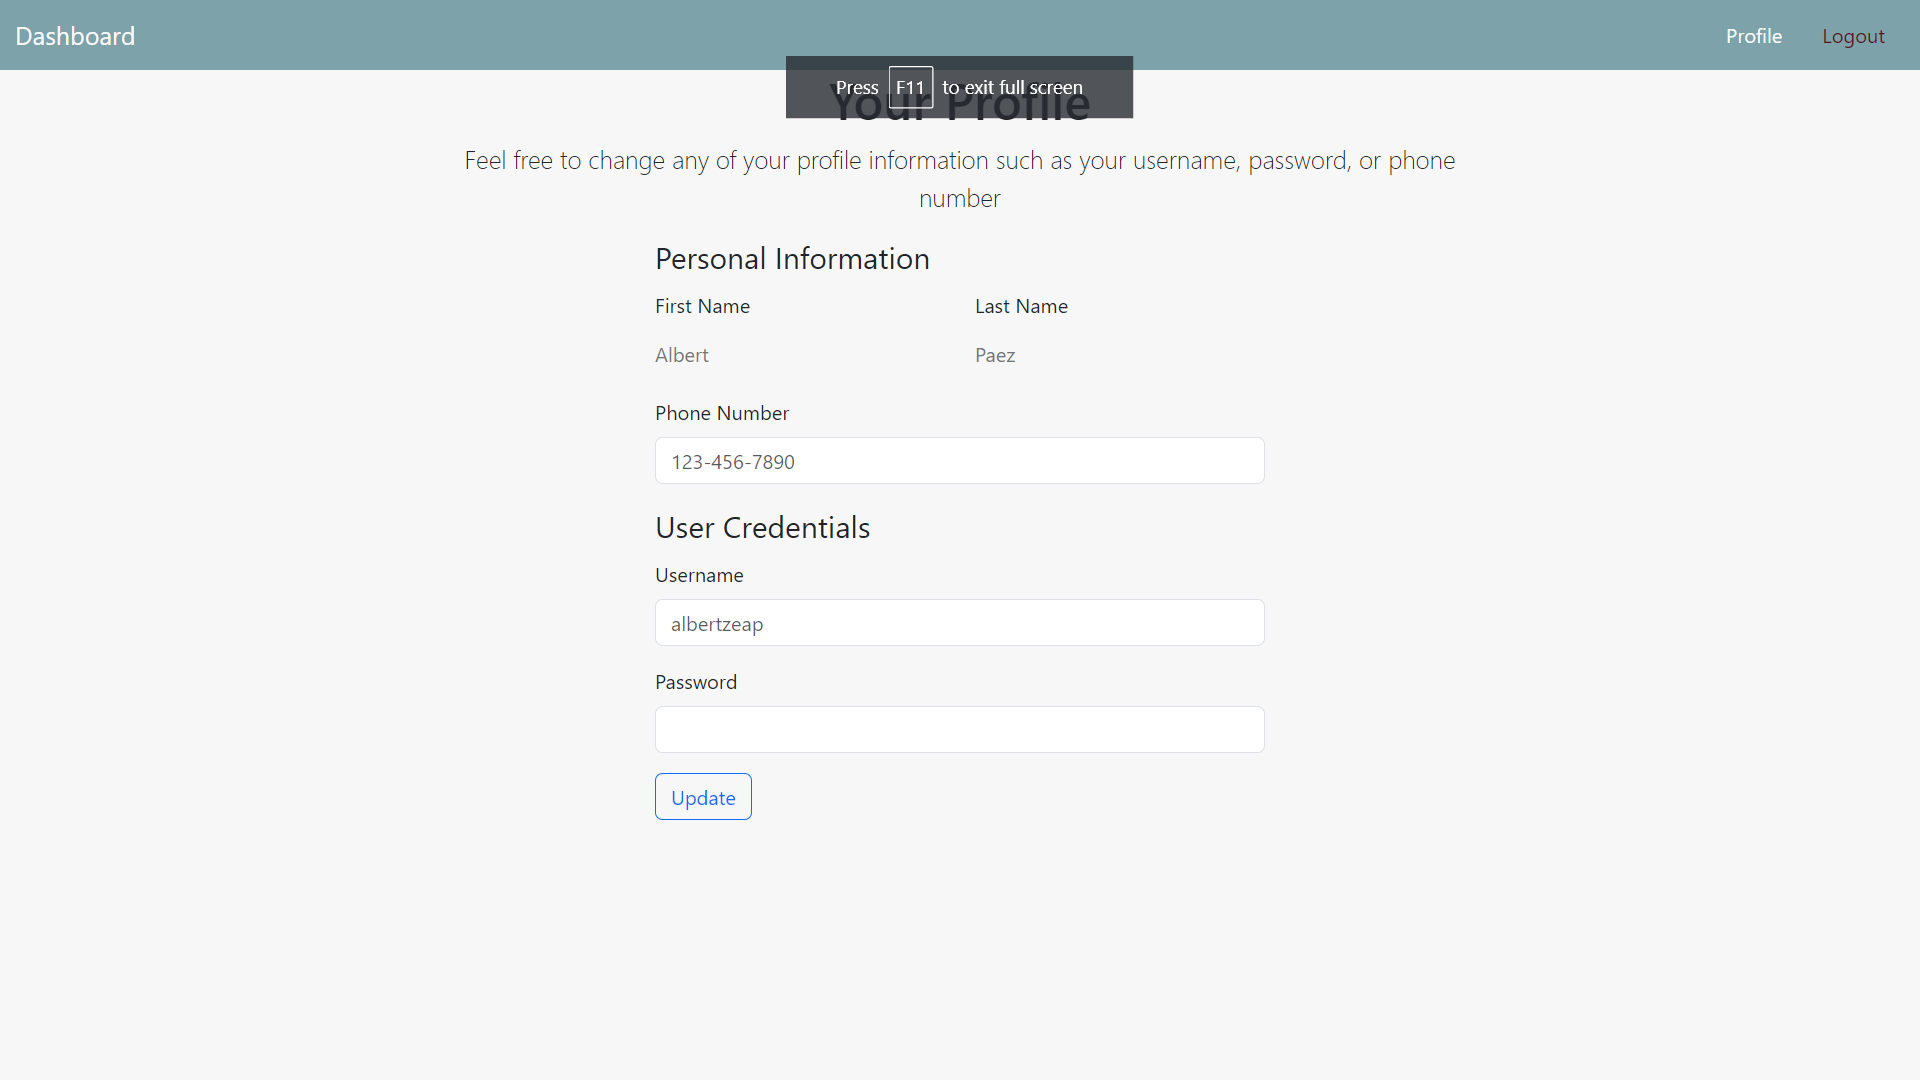 Dashboard
Profile
Logout
Press F11 to exit full screen
Your Profile
Feel free to change any of your profile information such as your username, password, or phone
number
Personal Information
First Name
Last Name
Albert
Paez
Phone Number
123-456-7890
User Credentials
Username
albertzeap
Password
Update